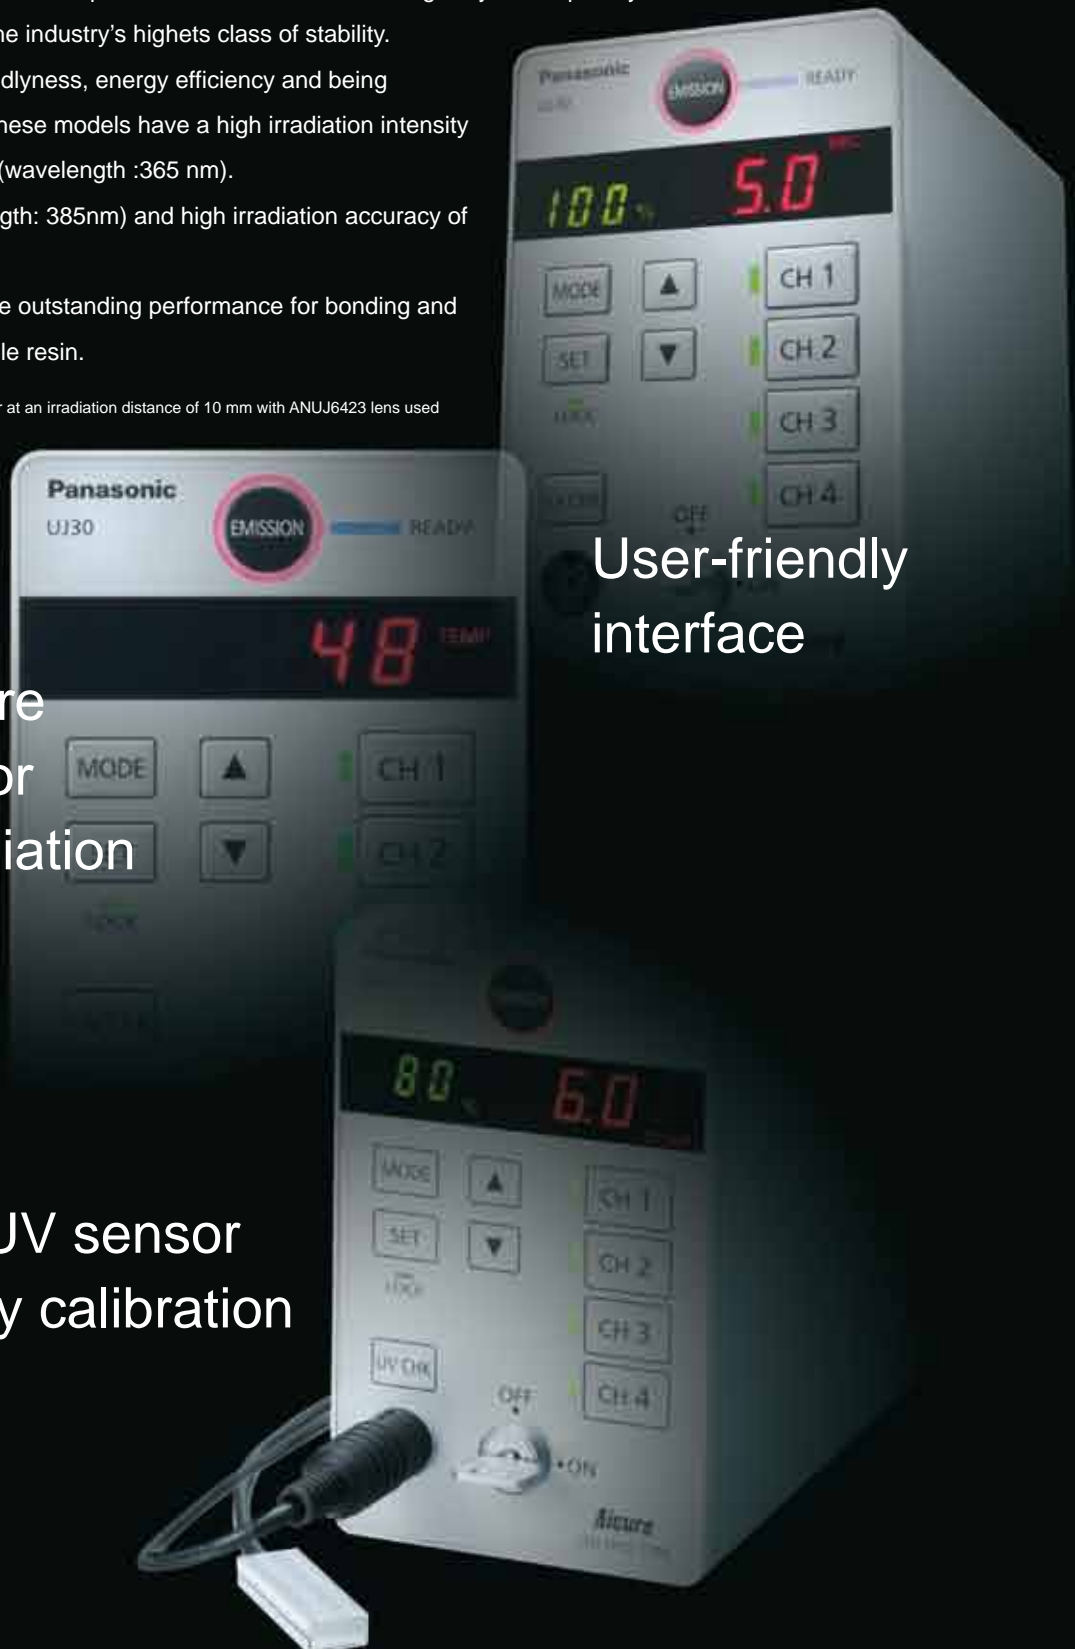 he industry's highets class of stability.
dlyness, energy efficiency and being
hese models have a high irradiation intensity
(wavelength :365 nm).
gth: 385nm) and high irradiation accuracy of
e outstanding performance for bonding and
le resin.
r at an irradiation distance of 10 mm with ANUJ6423 lens used
Panasonic
UJ30
EMISSION
READY
100 %
5.0 SEC
MODE
CH 1
SET
CH 2
LOCK
CH 3
CH 4
OFF
User-friendly
interface
Panasonic
UJ30
EMISSION
READY
48 TEMP
re
or
iation
MODE
CH 1
CH 2
LOCK
80 %
6.0
MODE
CH 1
SET
CH 2
LOCK
CH 3
UV CHK
CH 4
OFF
ON
Aicure
UV sensor
y calibration